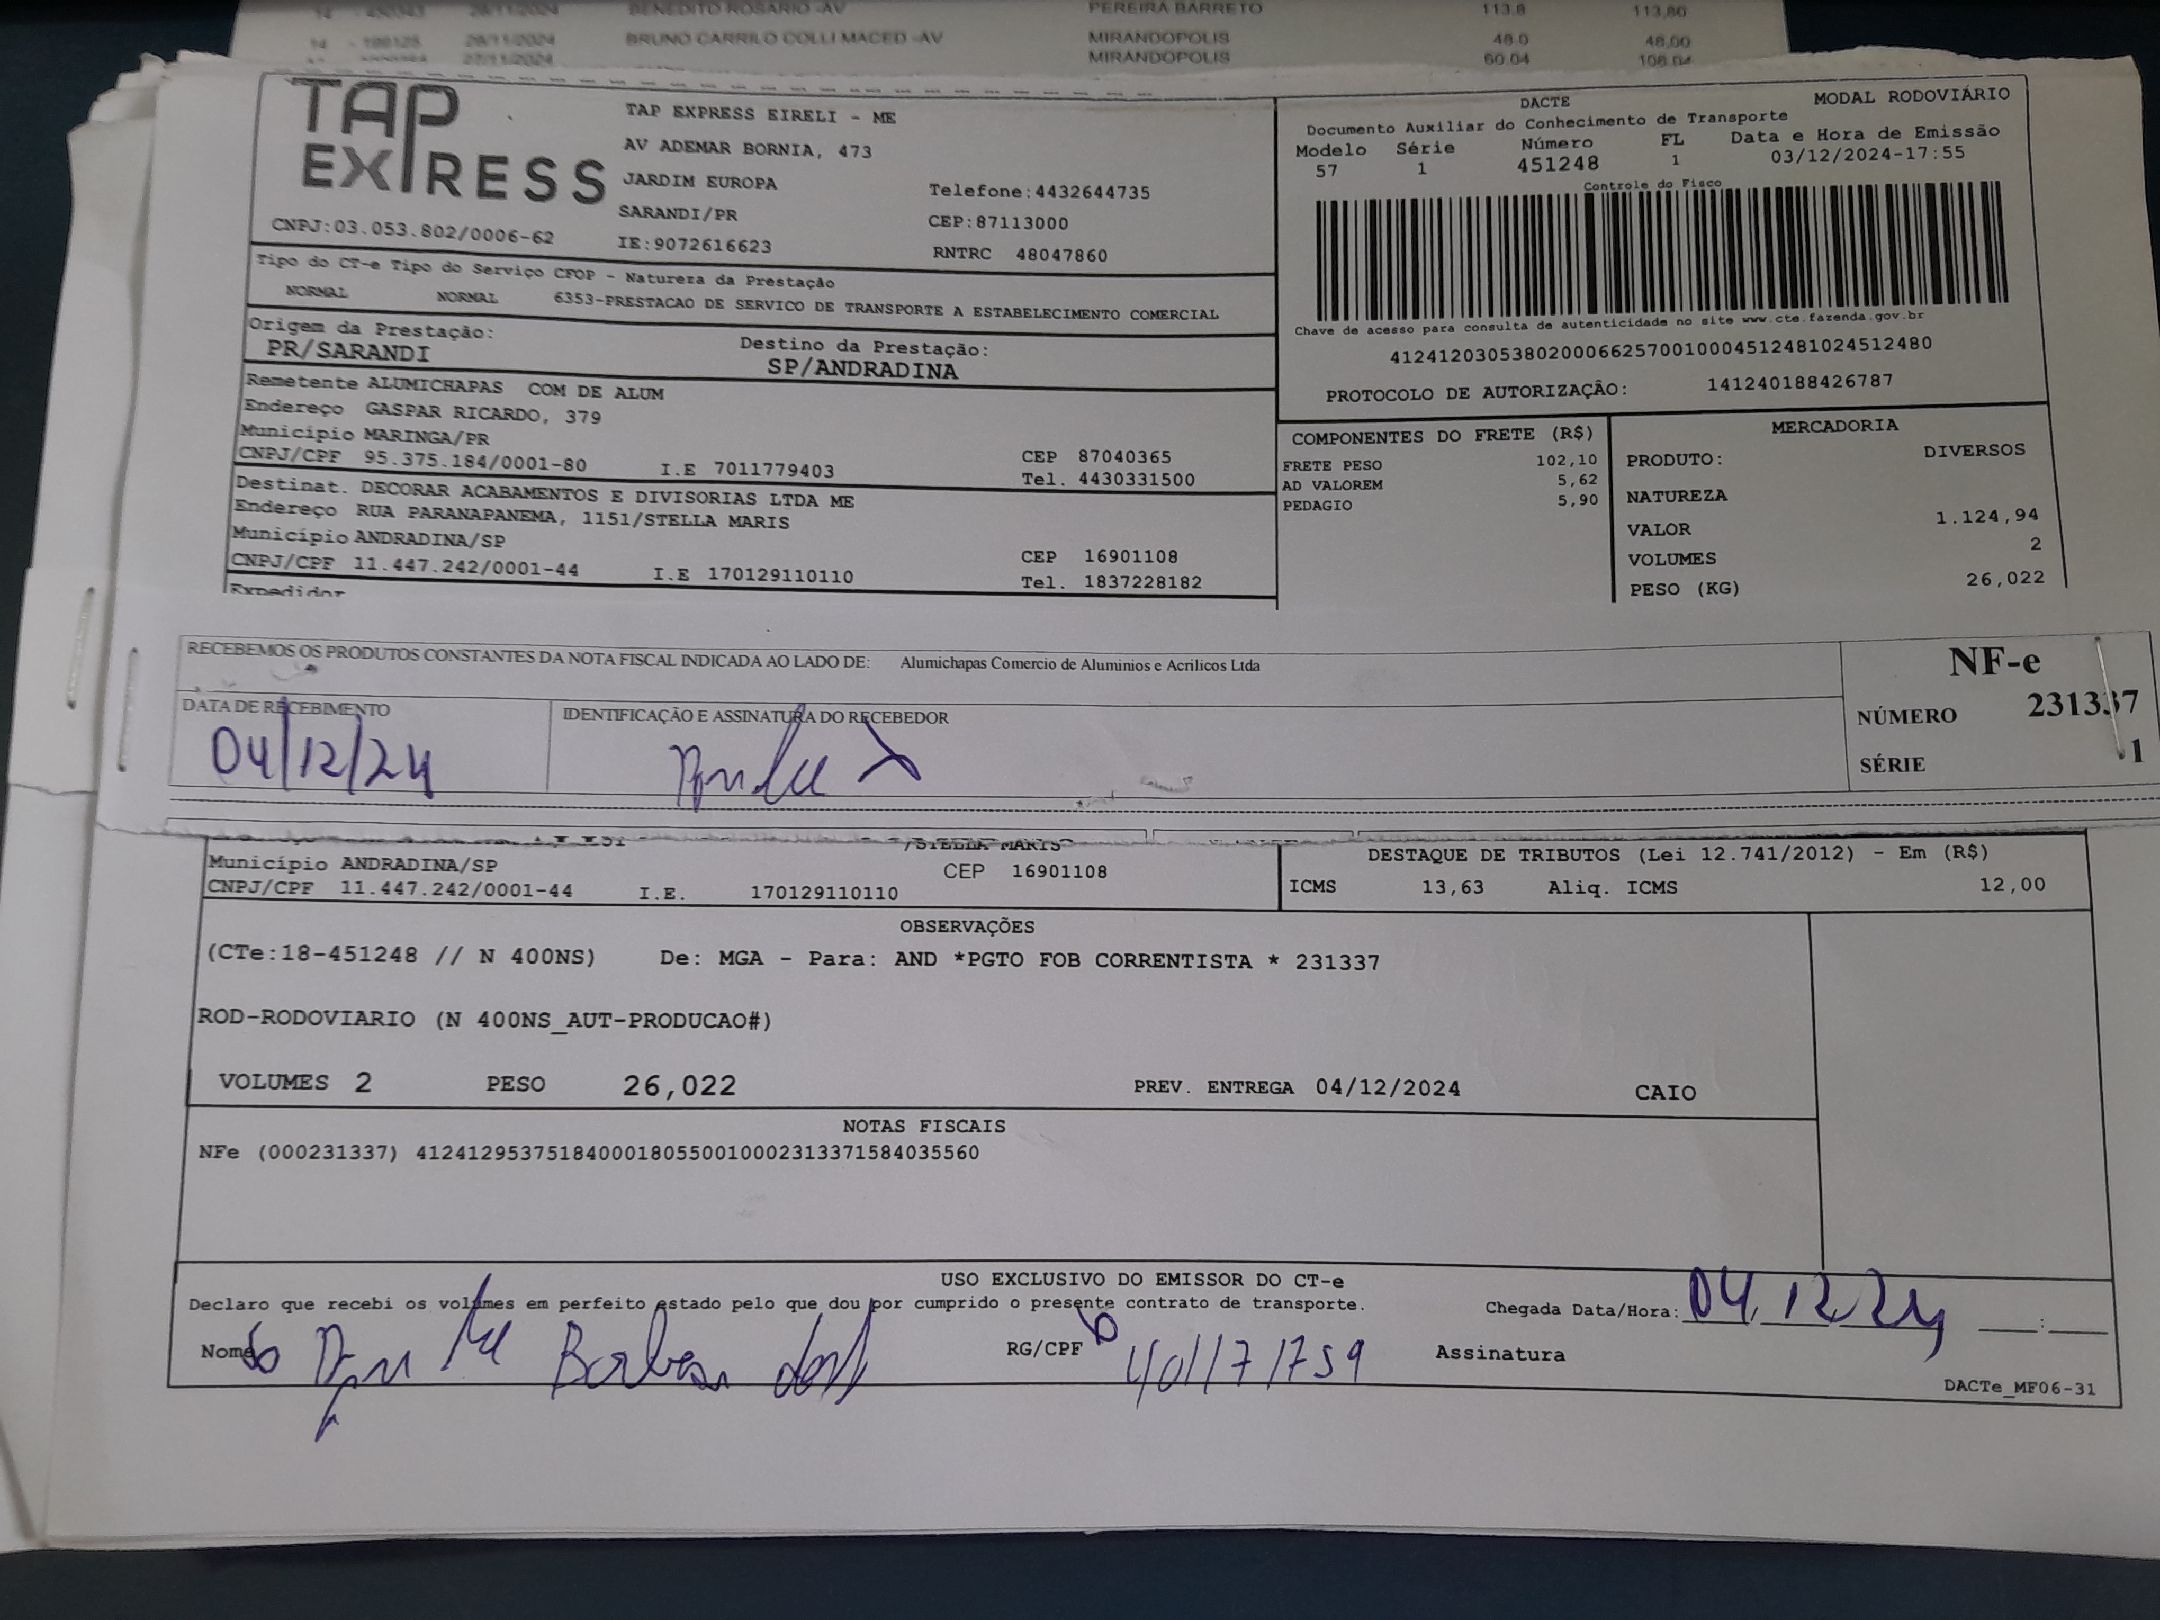 BENEDITO ROSARIO -AV PEREIRA BARRETO 113,8 113,80
14 28/11/2024 BRUNO CARRILO COLLI MACED -AV MIRANDOPOLIS 48.0 48,00
27/11/2024 MIRANDOPOLIS 60.04 108,04
TAP EXPRESS
TAP EXPRESS EIRELI - ME
AV ADEMAR BORNIA, 473
JARDIM EUROPA Telefone:4432644735
SARANDI/PR CEP:87113000
CNPJ:03.053.802/0006-62 IE:9072616623 RNTRC 48047860
DACTE MODAL RODOVIÁRIO
Documento Auxiliar do Conhecimento de Transporte
Modelo Série Número FL Data e Hora de Emissão
57 1 451248 1 03/12/2024-17:55
Controle do Fisco
Chave de acesso para consulta de autenticidade no site www.cte.fazenda.gov.br
41241203053802000662570010004512481024512480
PROTOCOLO DE AUTORIZAÇÃO: 141240188426787
Tipo do CT-e Tipo do Serviço CFOP - Natureza da Prestação
NORMAL NORMAL 6353-PRESTACAO DE SERVICO DE TRANSPORTE A ESTABELECIMENTO COMERCIAL
Origem da Prestação: Destino da Prestação:
PR/SARANDI SP/ANDRADINA
Remetente ALUMICHAPAS COM DE ALUM
Endereço GASPAR RICARDO, 379
Município MARINGA/PR CEP 87040365
CNPJ/CPF 95.375.184/0001-80 I.E 7011779403 Tel. 4430331500
Destinat. DECORAR ACABAMENTOS E DIVISORIAS LTDA ME
Endereço RUA PARANAPANEMA, 1151/STELLA MARIS
Município ANDRADINA/SP CEP 16901108
CNPJ/CPF 11.447.242/0001-44 I.E 170129110110 Tel. 1837228182
Expedidor
COMPONENTES DO FRETE (R$)
FRETE PESO 102,10
AD VALOREM 5,62
PEDAGIO 5,90
MERCADORIA
PRODUTO: DIVERSOS
NATUREZA
VALOR 1.124,94
VOLUMES 2
PESO (KG) 26,022
RECEBEMOS OS PRODUTOS CONSTANTES DA NOTA FISCAL INDICADA AO LADO DE: Alumichapas Comercio de Aluminios e Acrilicos Ltda
DATA DE RECEBIMENTO IDENTIFICAÇÃO E ASSINATURA DO RECEBEDOR
04/12/24
NF-e
NÚMERO 231337
SÉRIE 1
/STELLA MARIS
Município ANDRADINA/SP CEP 16901108
CNPJ/CPF 11.447.242/0001-44 I.E. 170129110110
DESTAQUE DE TRIBUTOS (Lei 12.741/2012) - Em (R$)
ICMS 13,63 Aliq. ICMS 12,00
OBSERVAÇÕES
(CTe:18-451248 // N 400NS) De: MGA - Para: AND *PGTO FOB CORRENTISTA * 231337
ROD-RODOVIARIO (N 400NS_AUT-PRODUCAO#)
VOLUMES 2 PESO 26,022 PREV. ENTREGA 04/12/2024 CAIO
NOTAS FISCAIS
NFe (000231337) 41241295375184000180550010002313371584035560
USO EXCLUSIVO DO EMISSOR DO CT-e
Declaro que recebi os volumes em perfeito estado pelo que dou por cumprido o presente contrato de transporte. Chegada Data/Hora: 04 12 24 :
Nome RG/CPF Assinatura
DACTe_MF06-31